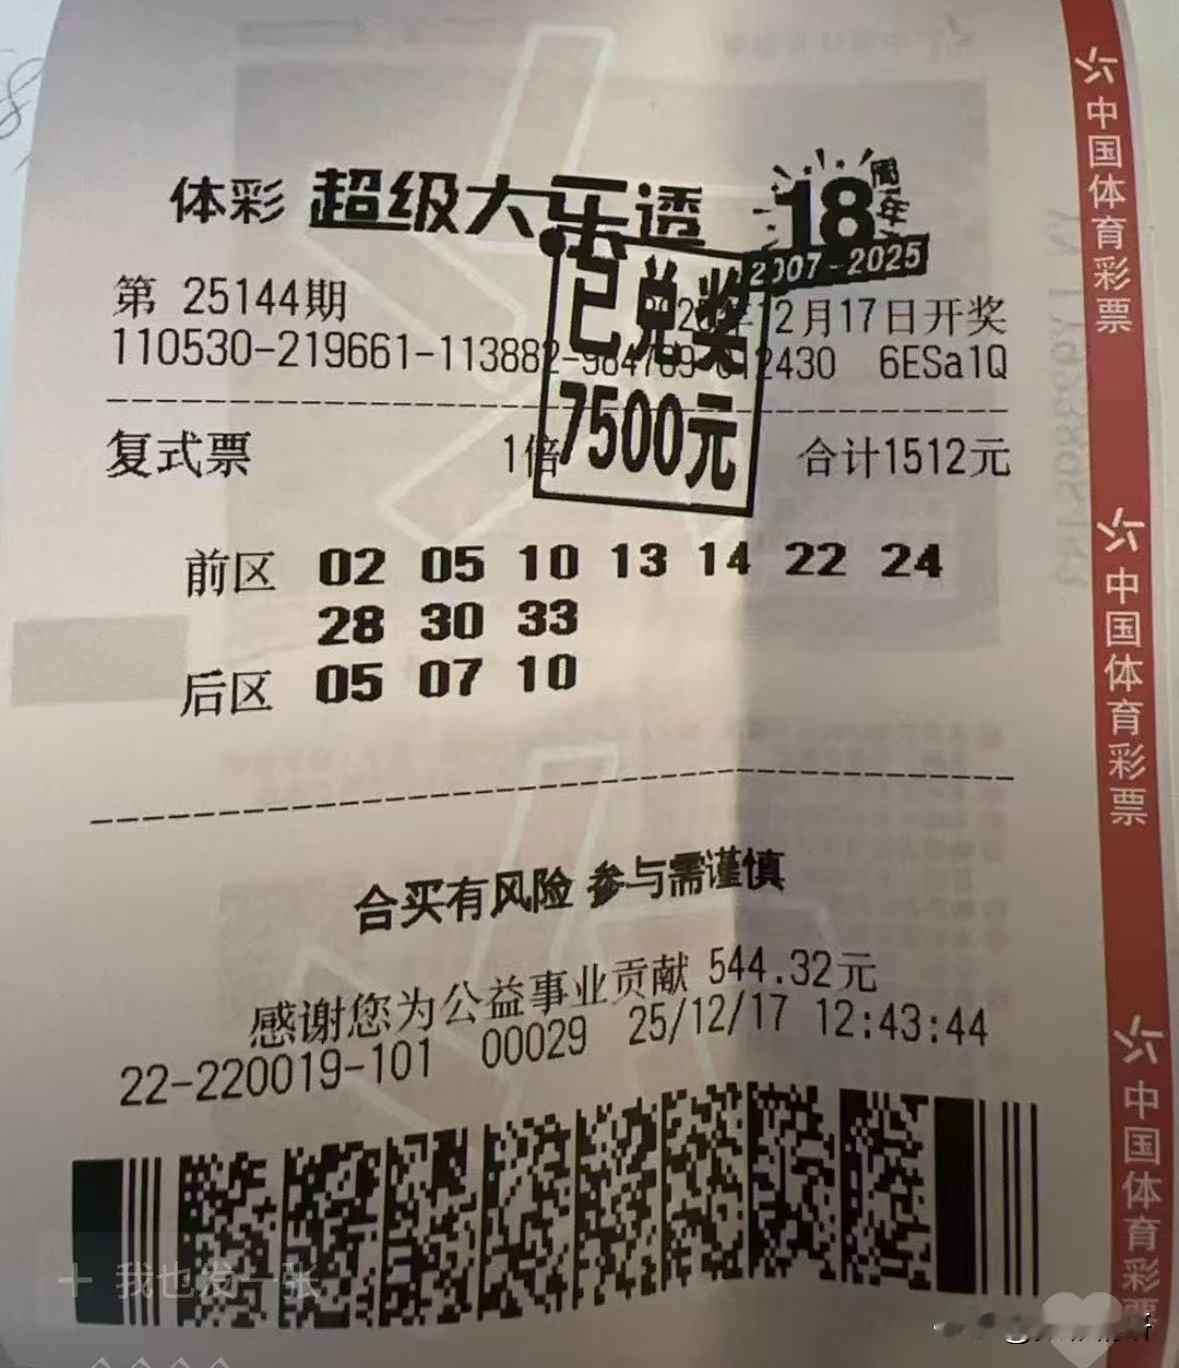 体彩 超级大乐透 18周年
2007-2025
已兑奖
7500元
第 25144期 12月17日开奖
110530-219661-113882- 6ESa1Q
复式票 1倍 合计1512元
前区 02 05 10 13 14 22 24
28 30 33
后区 05 07 10
合买有风险 参与需谨慎
感谢您为公益事业贡献 544.32元
22-220019-101 00029 25/12/17 12:43:44
+ 我也发一张
中国体育彩票
中国体育彩票
中国体育彩票